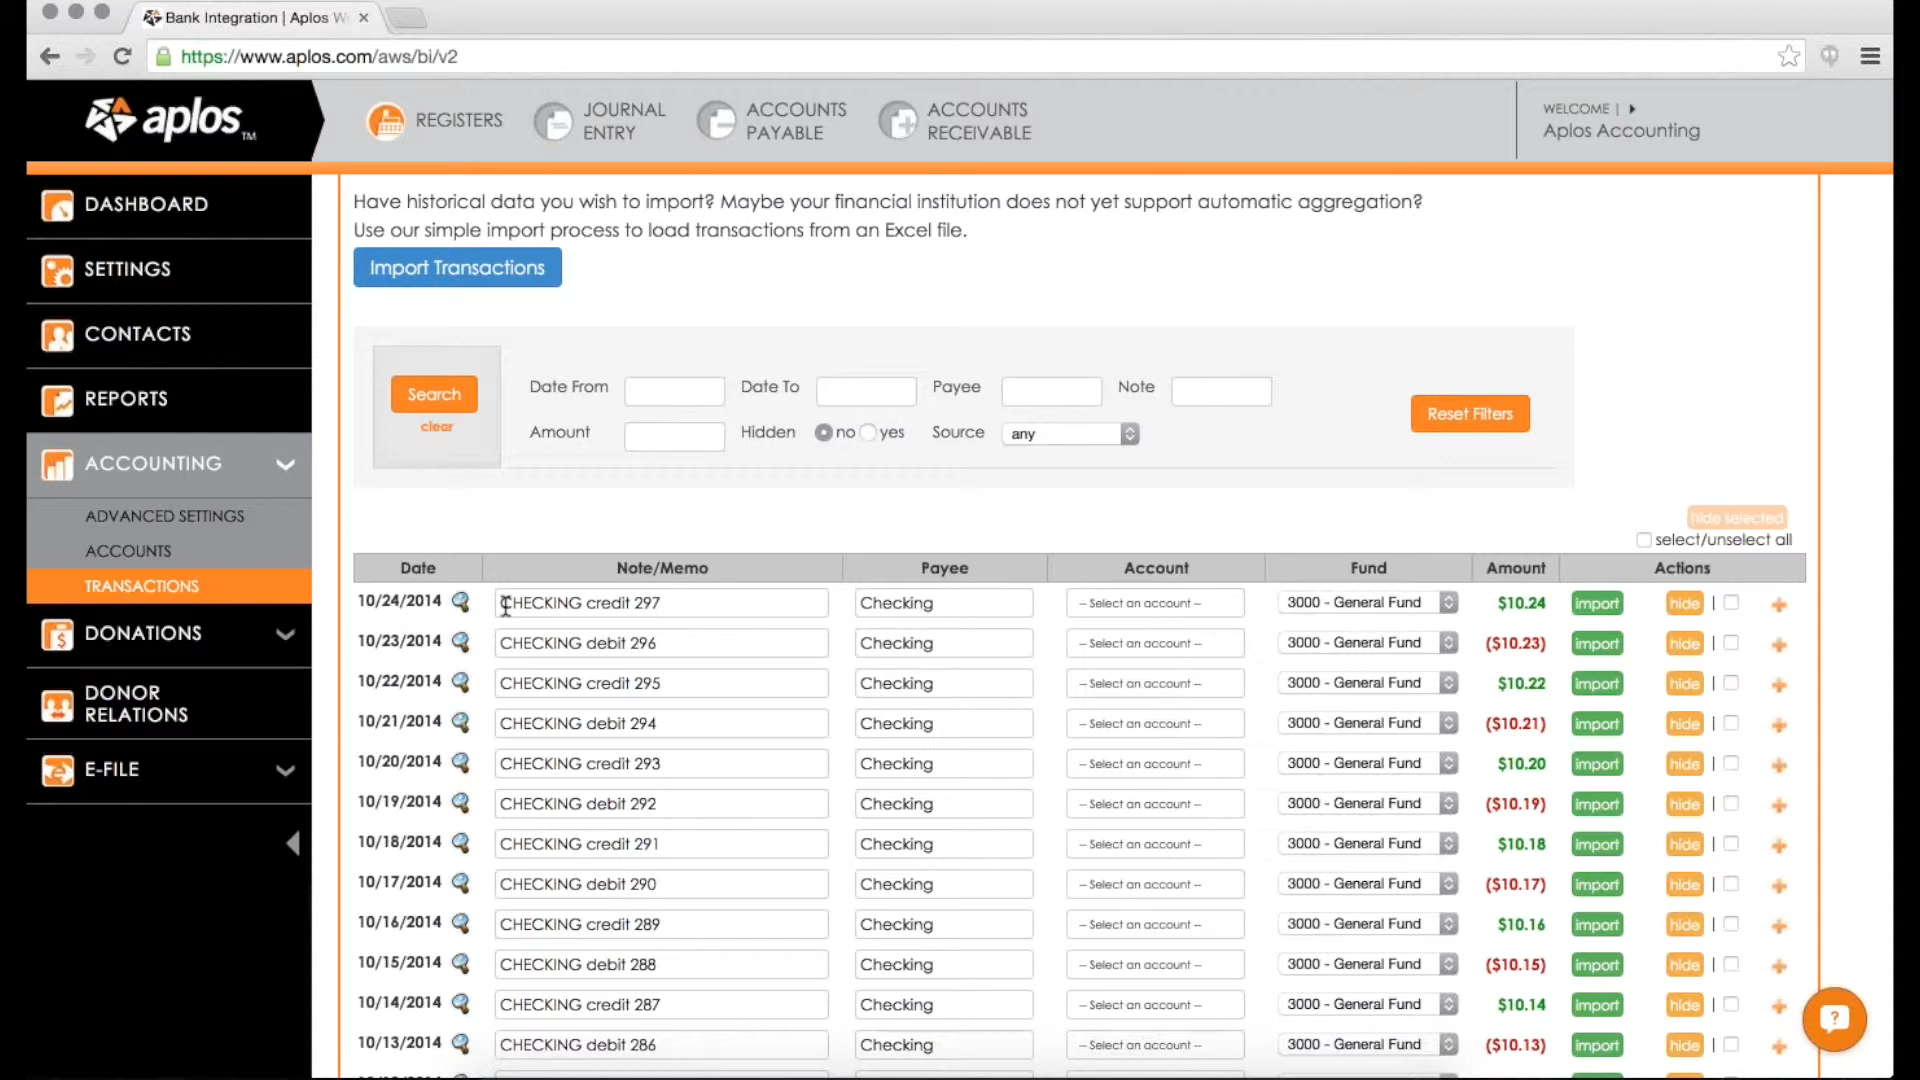 Bank Integration | Aplos W
https://www.aplos.com/aws/bi/v2
aplos TM
REGISTERS
JOURNAL ENTRY
ACCOUNTS PAYABLE
ACCOUNTS RECEIVABLE
WELCOME |
Aplos Accounting
DASHBOARD
SETTINGS
CONTACTS
REPORTS
ACCOUNTING
ADVANCED SETTINGS
ACCOUNTS
TRANSACTIONS
DONATIONS
DONOR RELATIONS
E-FILE
Have historical data you wish to import? Maybe your financial institution does not yet support automatic aggregation?
Use our simple import process to load transactions from an Excel file.
Import Transactions
Search
clear
Date From Date To Payee Note
Amount Hidden no yes Source any
Reset Filters
hide selected
select/unselect all
Date Note/Memo Payee Account Fund Amount Actions
10/24/2014 CHECKING credit 297 Checking -- Select an account -- 3000 - General Fund $10.24 import hide |
10/23/2014 CHECKING debit 296 Checking -- Select an account -- 3000 - General Fund ($10.23) import hide |
10/22/2014 CHECKING credit 295 Checking -- Select an account -- 3000 - General Fund $10.22 import hide |
10/21/2014 CHECKING debit 294 Checking -- Select an account -- 3000 - General Fund ($10.21) import hide |
10/20/2014 CHECKING credit 293 Checking -- Select an account -- 3000 - General Fund $10.20 import hide |
10/19/2014 CHECKING debit 292 Checking -- Select an account -- 3000 - General Fund ($10.19) import hide |
10/18/2014 CHECKING credit 291 Checking -- Select an account -- 3000 - General Fund $10.18 import hide |
10/17/2014 CHECKING debit 290 Checking -- Select an account -- 3000 - General Fund ($10.17) import hide |
10/16/2014 CHECKING credit 289 Checking -- Select an account -- 3000 - General Fund $10.16 import hide |
10/15/2014 CHECKING debit 288 Checking -- Select an account -- 3000 - General Fund ($10.15) import hide |
10/14/2014 CHECKING credit 287 Checking -- Select an account -- 3000 - General Fund $10.14 import hide |
10/13/2014 CHECKING debit 286 Checking -- Select an account -- 3000 - General Fund ($10.13) import hide |